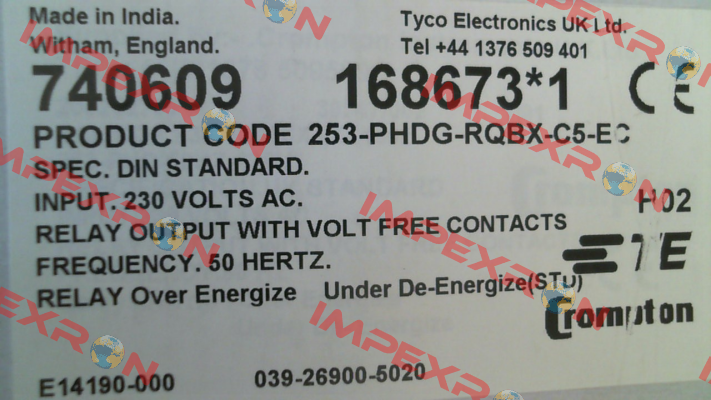 Made in India.
Witham, England.
Tyco Electronics UK Ltd.
Tel +44 1376 509 401
740609 168673*1 CE
PRODUCT CODE 253-PHDG-RQBX-C5-EC
SPEC. DIN STANDARD.
INPUT. 230 VOLTS AC.
RELAY OUTPUT WITH VOLT FREE CONTACTS
H02
FREQUENCY. 50 HERTZ.
TE
RELAY Over Energize Under De-Energize(STD)
Crompton
E14190-000 039-26900-5020
IMPEXRON